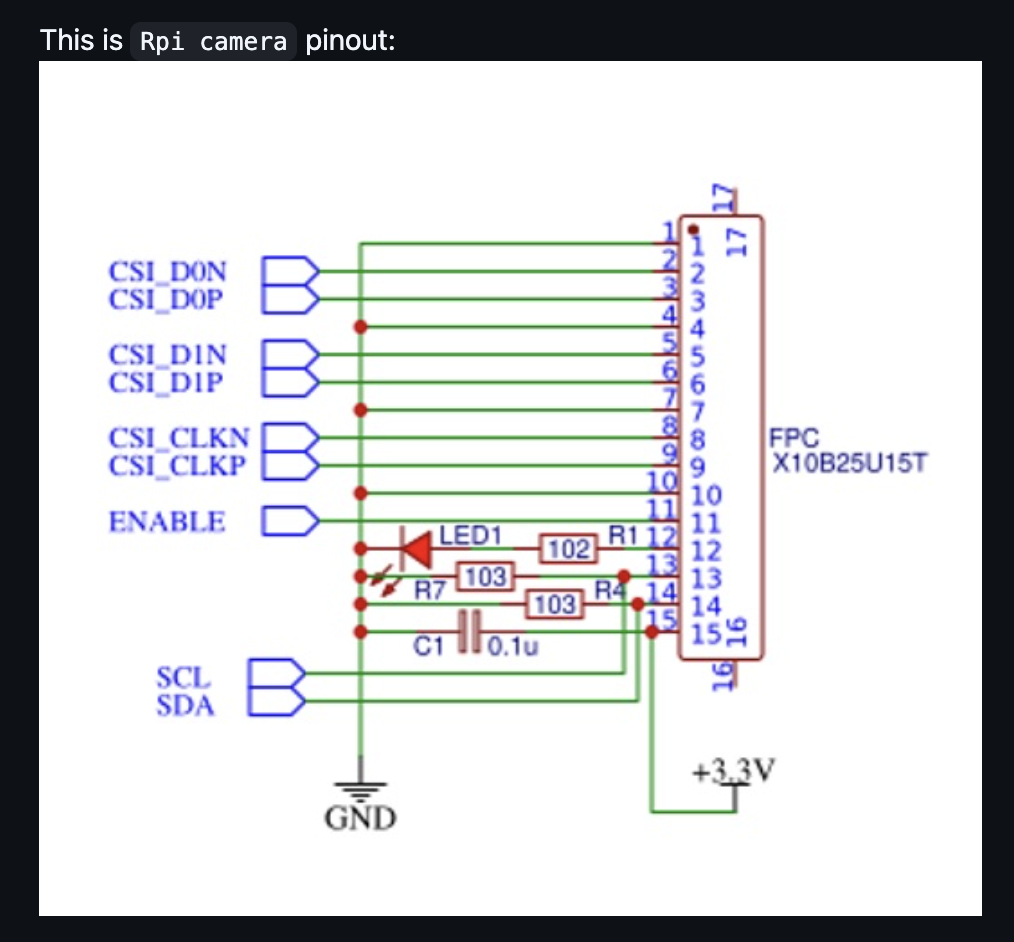 This is Rpi camera pinout:
17
17
1
1
CSI_D0N
2
2
CSI_D0P
3
3
4
4
CSI_D1N
5
5
CSI_D1P
6
6
7
7
CSI_CLKN
8
8
FPC
CSI_CLKP
9
9
X10B25U15T
10
10
ENABLE
11
11
LED1
102
R1
12
12
R7
103
13
13
103
R4
14
14
C1
0.1u
15
15
16
16
SCL
SDA
+3.3V
GND